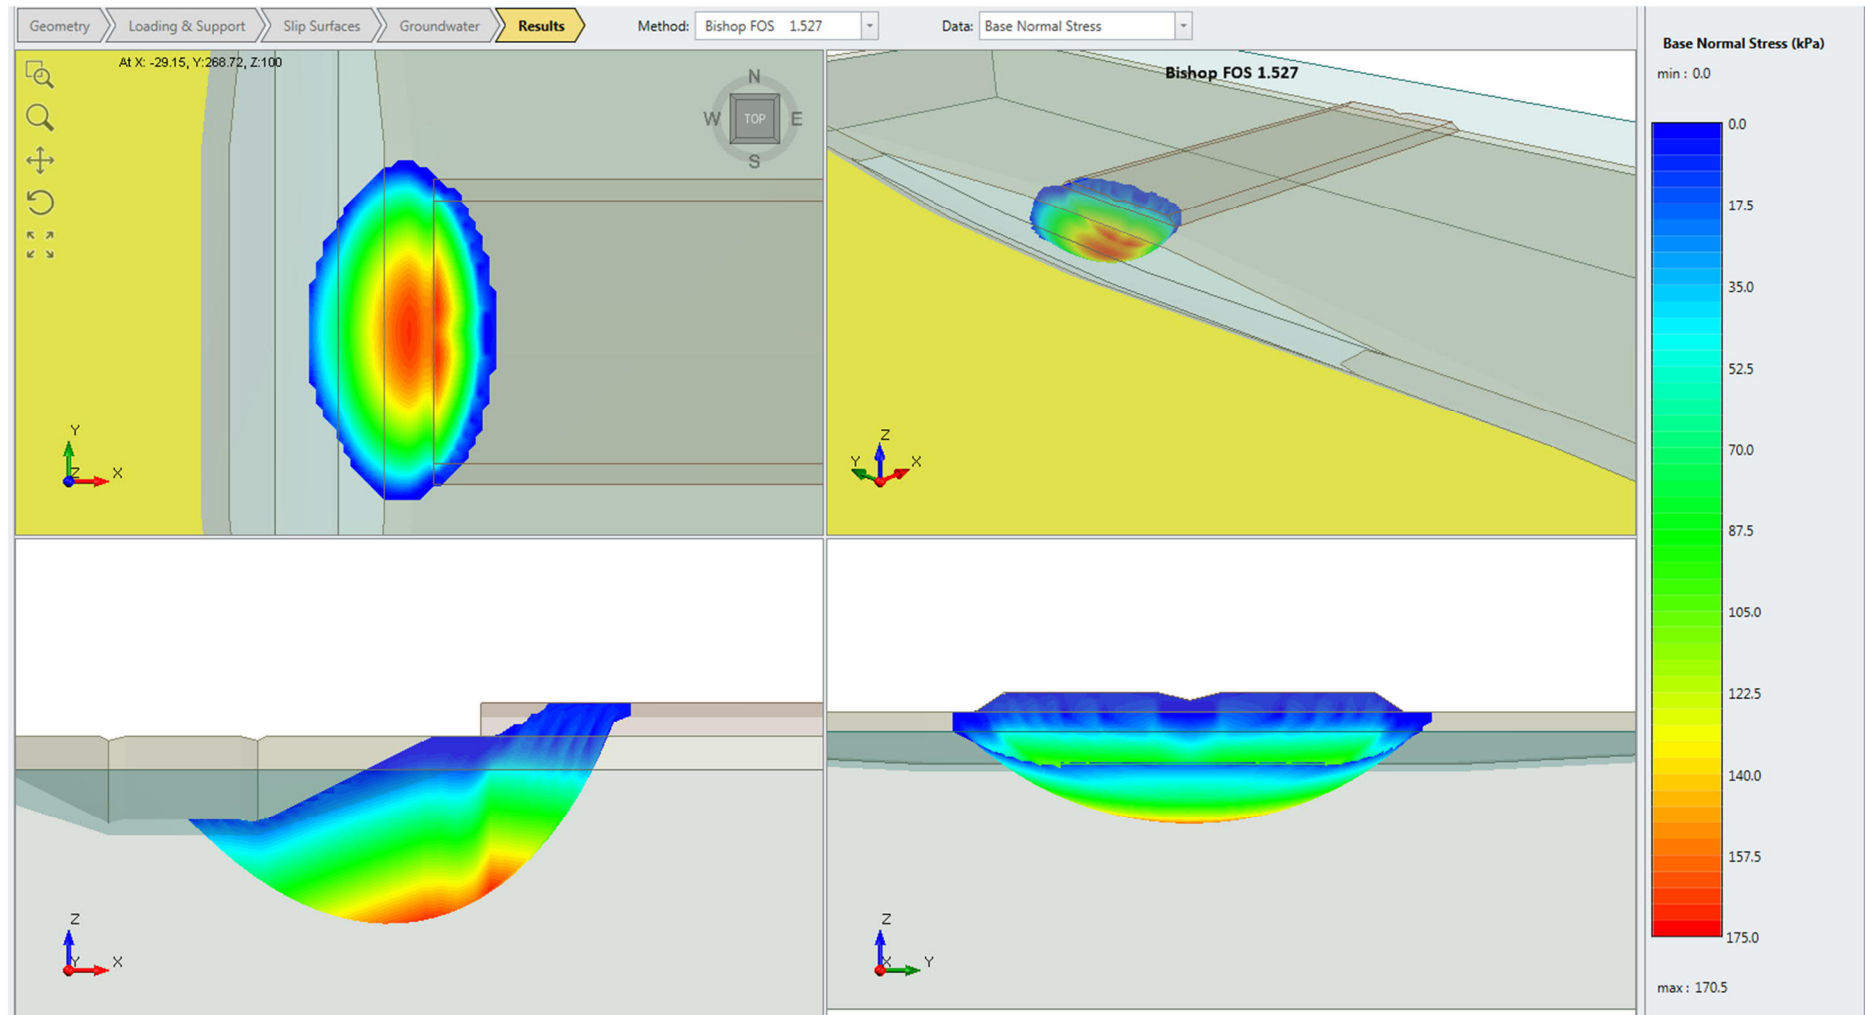 Geometry Loading & Support Slip Surfaces Groundwater Results Method: Bishop FOS 1.527 Data: Base Normal Stress
At X: -29.15, Y:268.72, Z:100
N
W TOP E
S
Y
Z X
Bishop FOS 1.527
Z
Y X
Z
Y X
Z
X Y
Base Normal Stress (kPa)
min : 0.0
0.0
17.5
35.0
52.5
70.0
87.5
105.0
122.5
140.0
157.5
175.0
max : 170.5